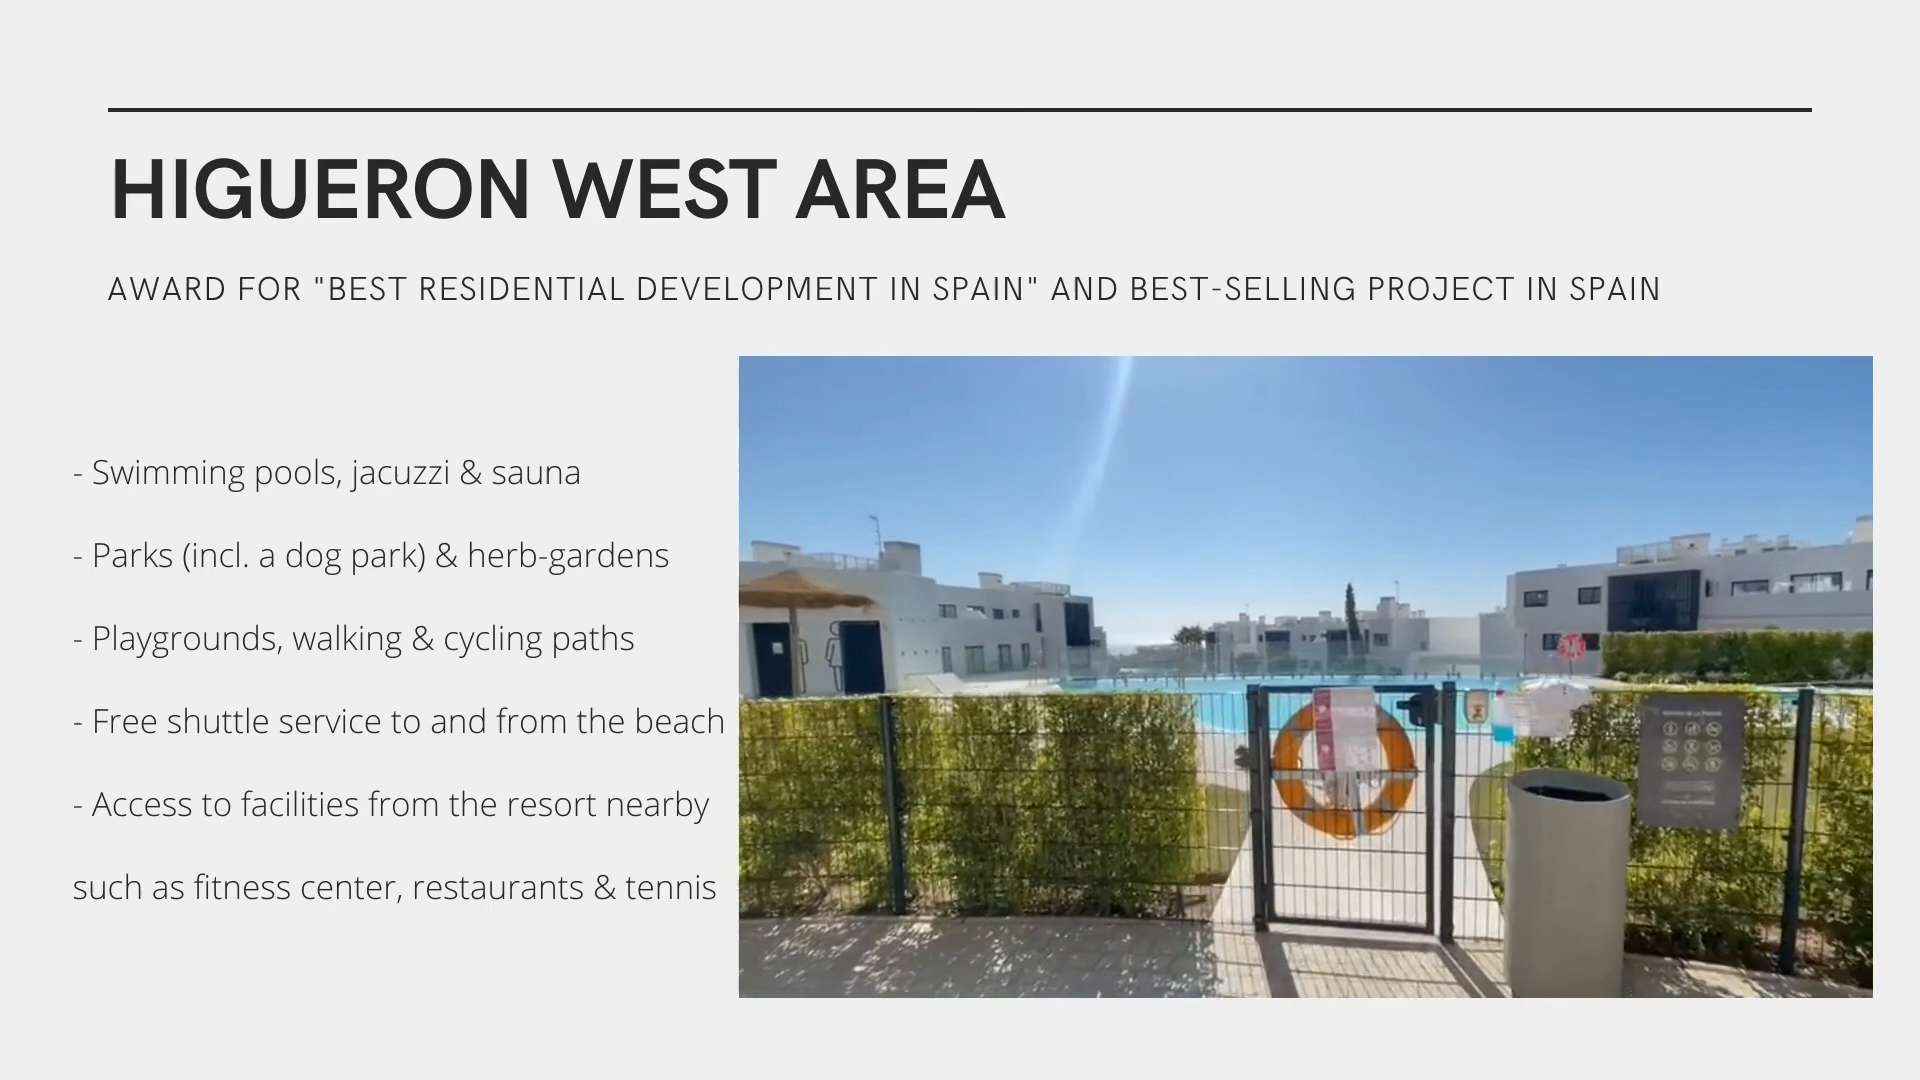 HIGUERON WEST AREA
AWARD FOR "BEST RESIDENTIAL DEVELOPMENT IN SPAIN" AND BEST-SELLING PROJECT IN SPAIN
- Swimming pools, jacuzzi & sauna
- Parks (incl. a dog park) & herb-gardens
- Playgrounds, walking & cycling paths
- Free shuttle service to and from the beach
- Access to facilities from the resort nearby
such as fitness center, restaurants & tennis